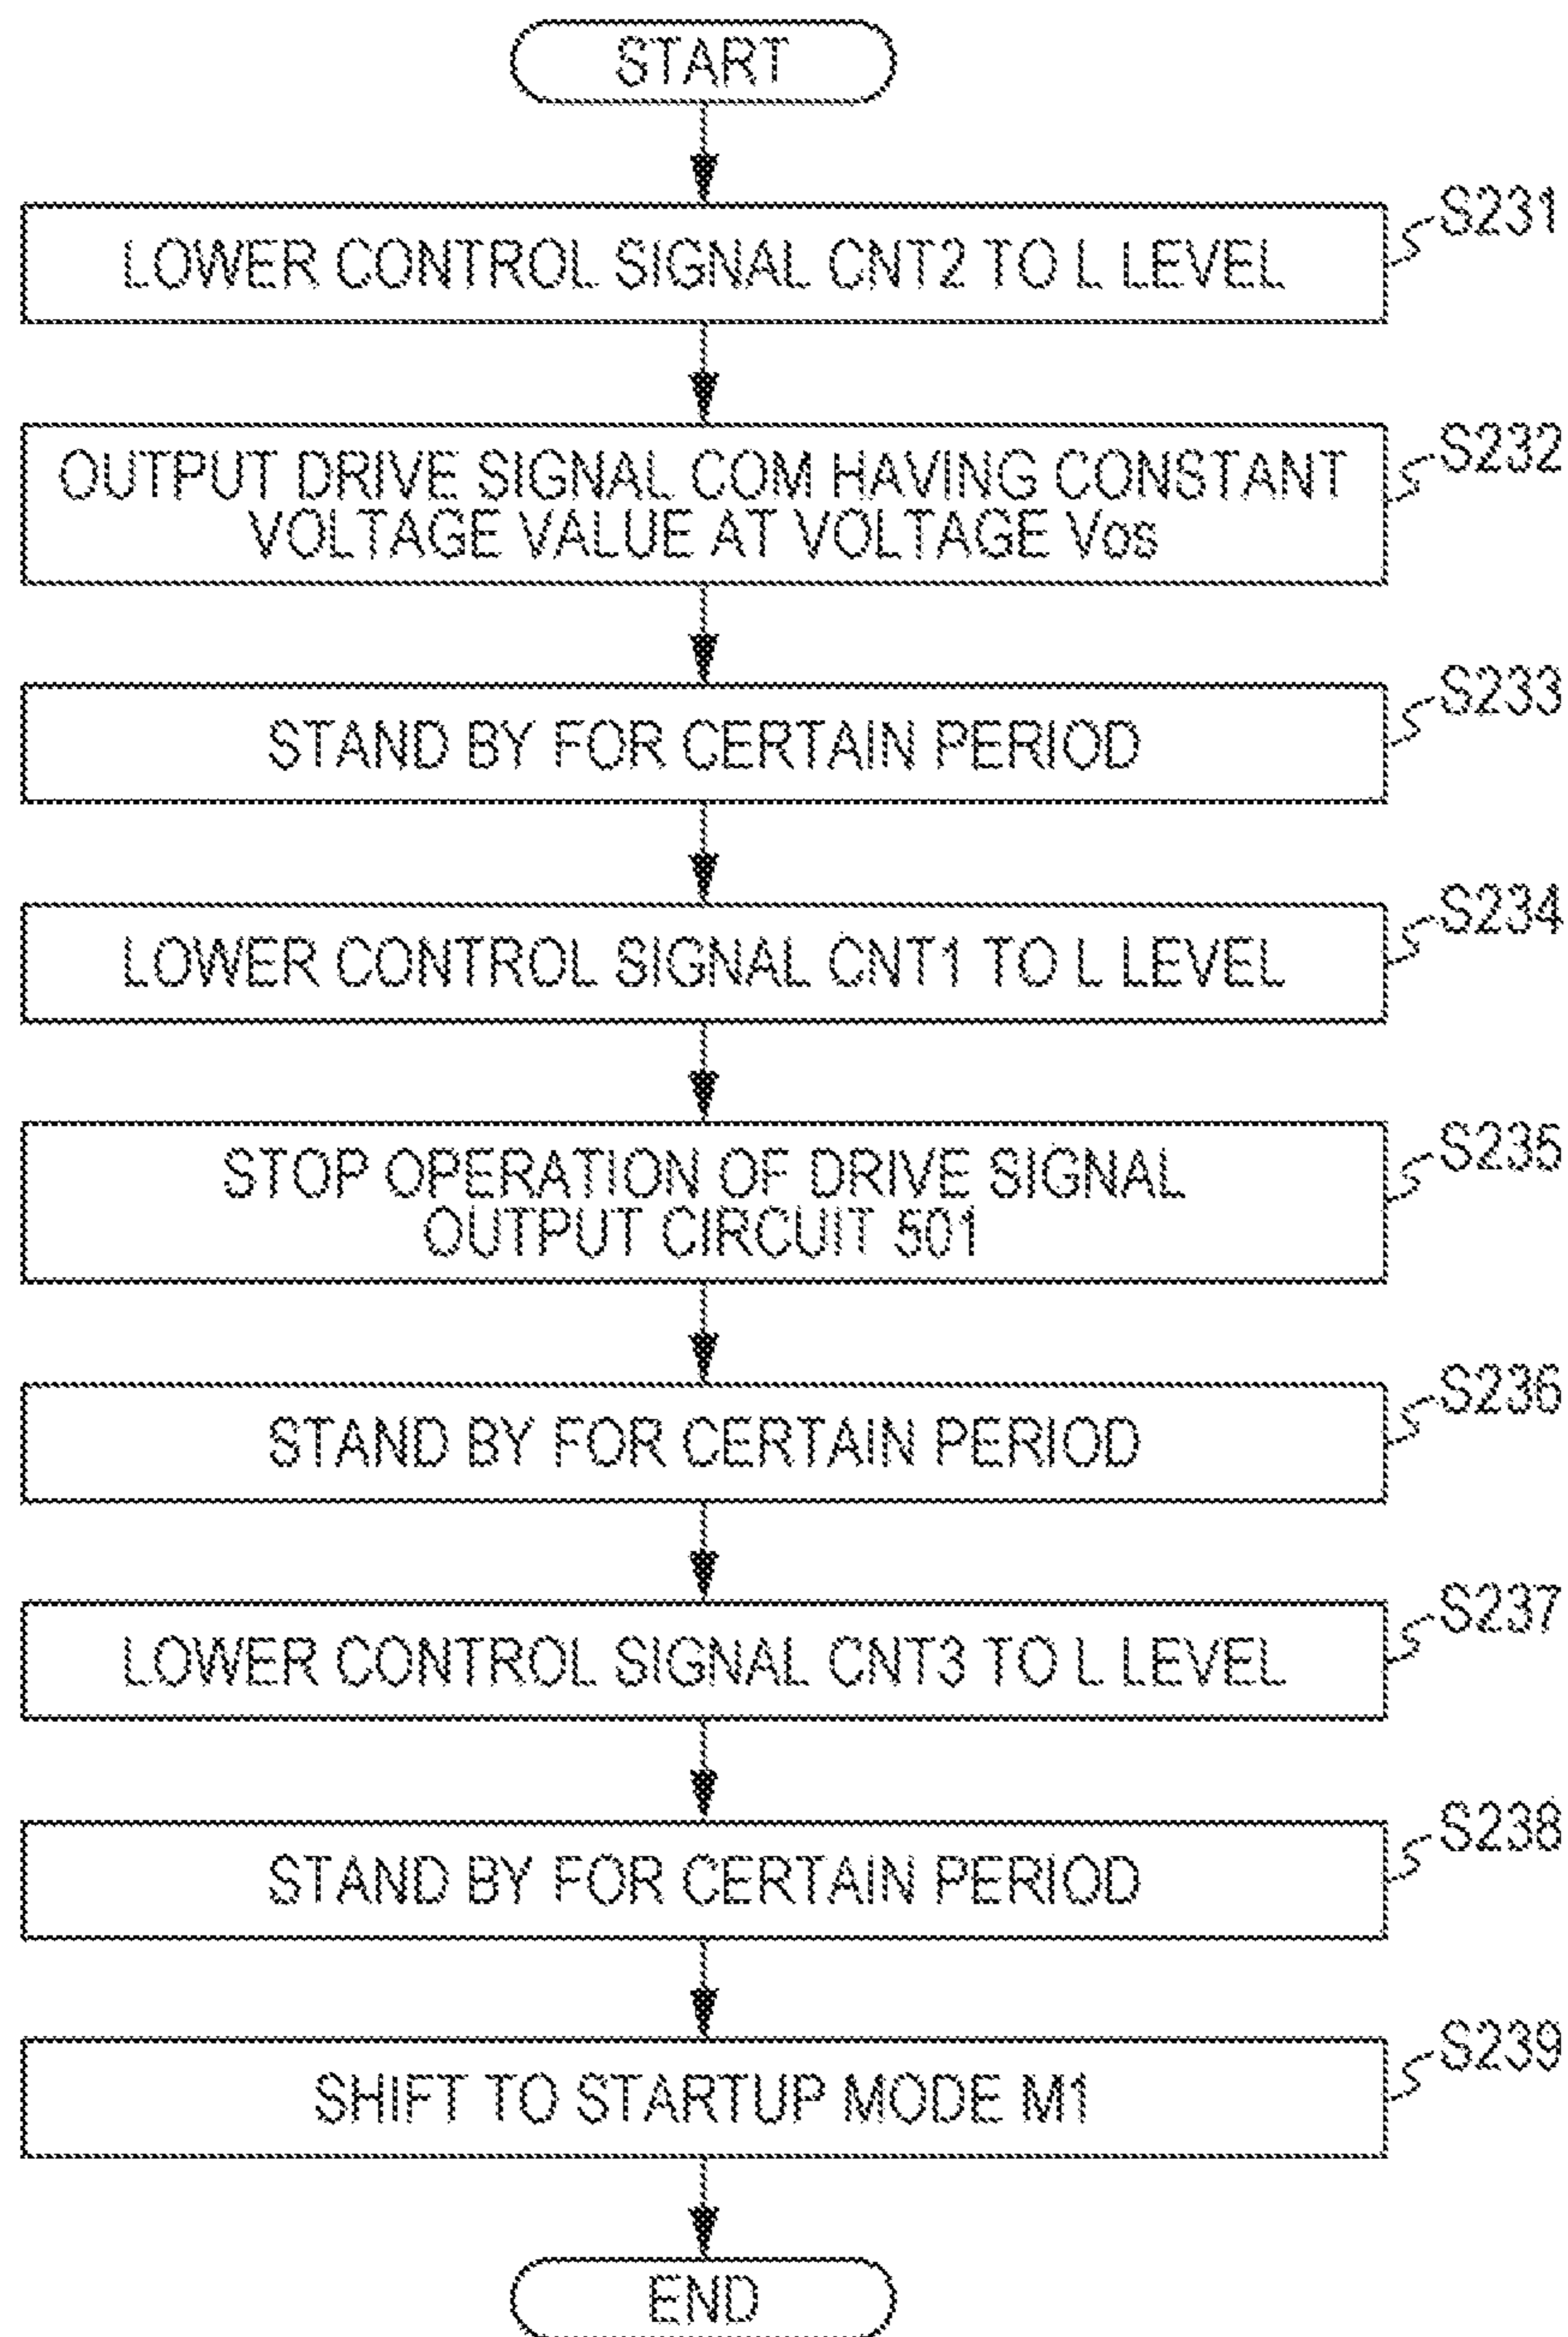 START
S231
LOWER CONTROL SIGNAL CNT2 TO L LEVEL
S232
OUTPUT DRIVE SIGNAL COM HAVING CONSTANT
VOLTAGE VALUE AT VOLTAGE Vos
S233
STAND BY FOR CERTAIN PERIOD
S234
LOWER CONTROL SIGNAL CNT1 TO L LEVEL
S235
STOP OPERATION OF DRIVE SIGNAL
OUTPUT CIRCUIT 501
S236
STAND BY FOR CERTAIN PERIOD
S237
LOWER CONTROL SIGNAL CNT3 TO L LEVEL
S238
STAND BY FOR CERTAIN PERIOD
S239
SHIFT TO STARTUP MODE M1
END